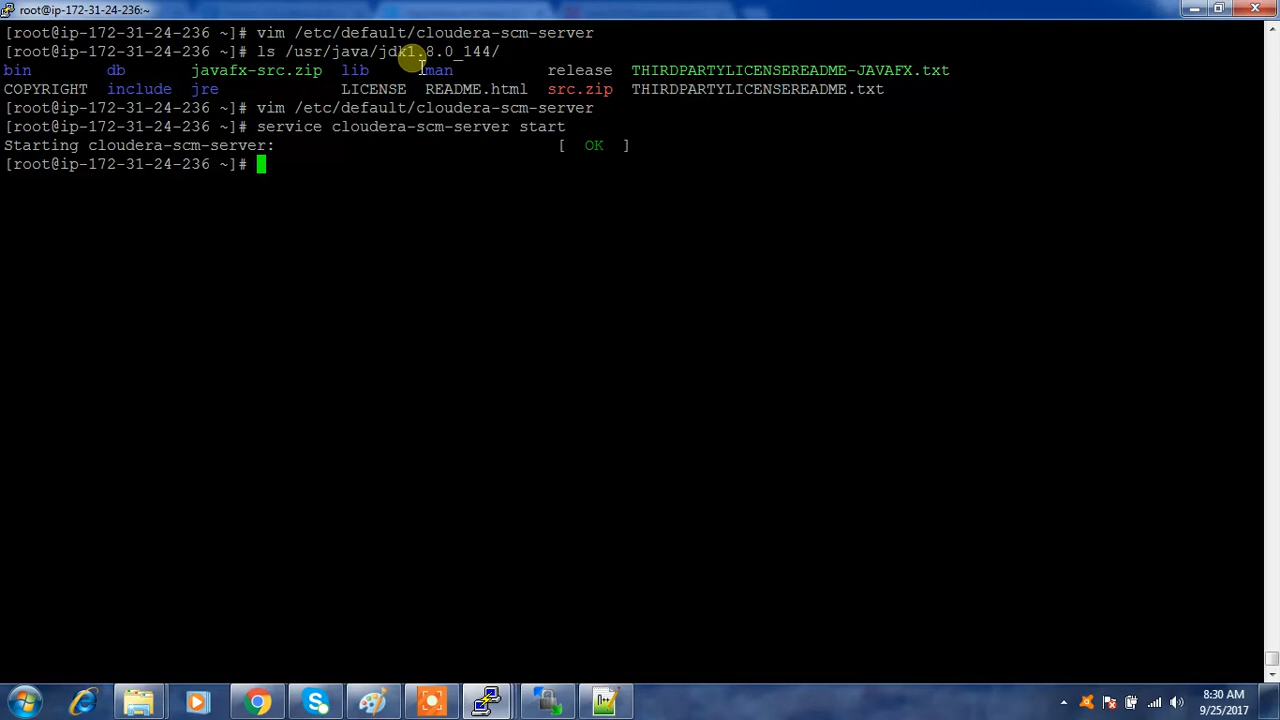 root@ip-172-31-24-236:~
[root@ip-172-31-24-236 ~]# vim /etc/default/cloudera-scm-server
[root@ip-172-31-24-236 ~]# ls /usr/java/jdk1.8.0_144/
bin db javafx-src.zip lib man release THIRDPARTYLICENSEREADME-JAVAFX.txt
COPYRIGHT include jre LICENSE README.html src.zip THIRDPARTYLICENSEREADME.txt
[root@ip-172-31-24-236 ~]# vim /etc/default/cloudera-scm-server
[root@ip-172-31-24-236 ~]# service cloudera-scm-server start
Starting cloudera-scm-server: [ OK ]
[root@ip-172-31-24-236 ~]#
8:30 AM
9/25/2017